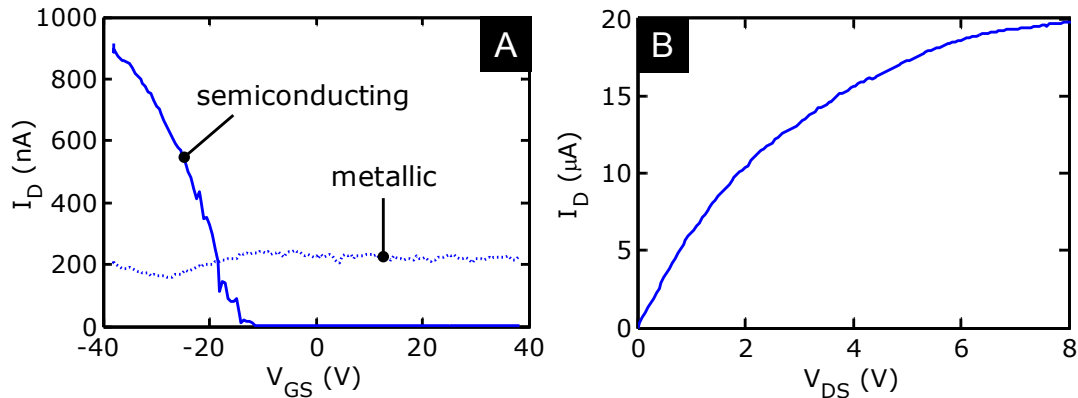 A
1000
800
600
400
200
0
I_D (nA)
semiconducting
metallic
-40 -20 0 20 40
V_GS (V)
B
20
15
10
5
0
I_D (μA)
0 2 4 6 8
V_DS (V)